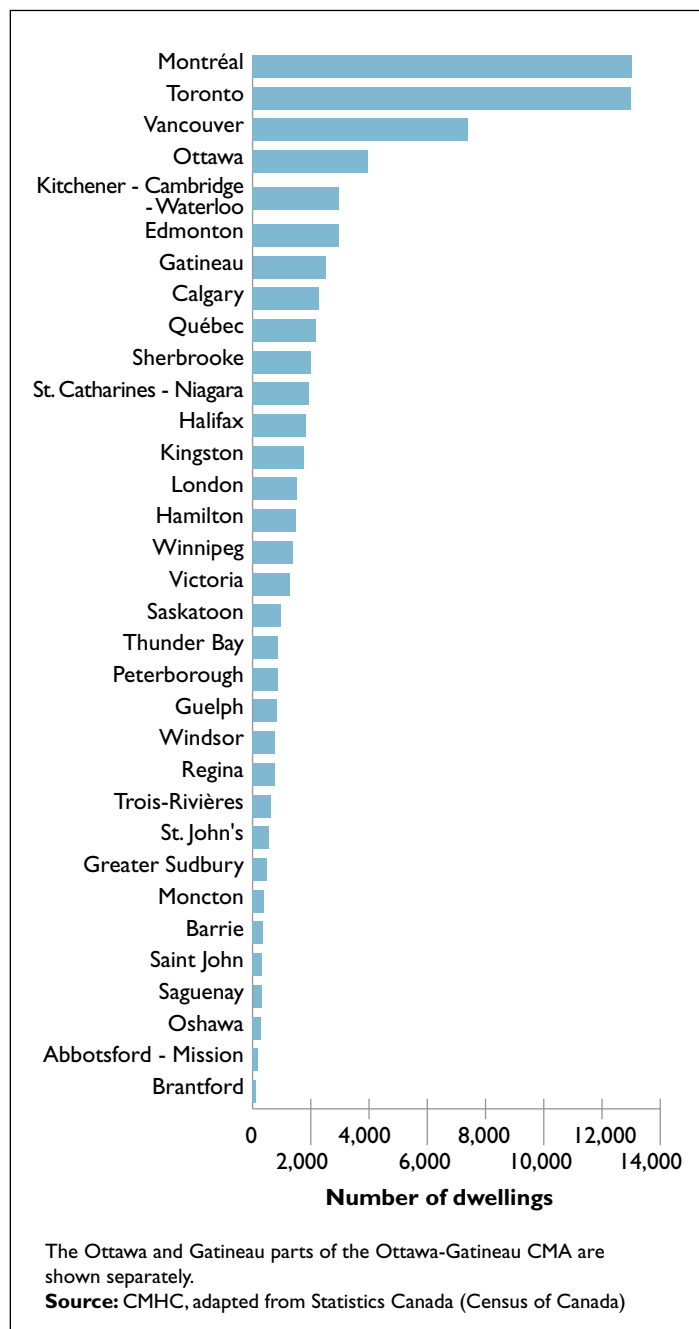 Montréal
Toronto
Vancouver
Ottawa
Kitchener - Cambridge
-Waterloo
Edmonton
Gatineau
Calgary
Québec
Sherbrooke
St. Catharines - Niagara
Halifax
Kingston
London
Hamilton
Winnipeg
Victoria
Saskatoon
Thunder Bay
Peterborough
Guelph
Windsor
Regina
Trois-Rivières
St. John's
Greater Sudbury
Moncton
Barrie
Saint John
Saguenay
Oshawa
Abbotsford - Mission
Brantford
0 4,000 8,000 12,000
2,000 6,000 10,000 14,000
Number of dwellings
The Ottawa and Gatineau parts of the Ottawa-Gatineau CMA are
shown separately.
Source: CMHC, adapted from Statistics Canada (Census of Canada)